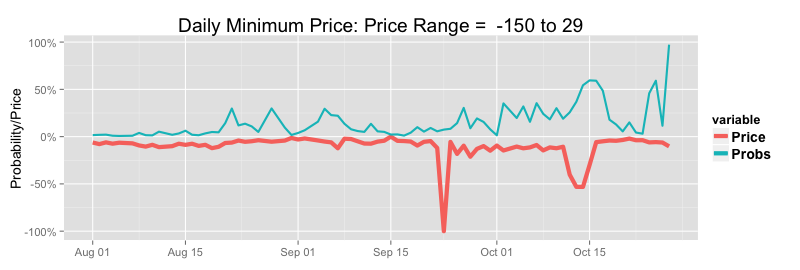 Daily Minimum Price: Price Range =  -150 to 29
100%
50%
0%
-50%
-100%
Probability/Price
Aug 01
Aug 15
Sep 01
Sep 15
Oct 01
Oct 15
variable
Price
Probs